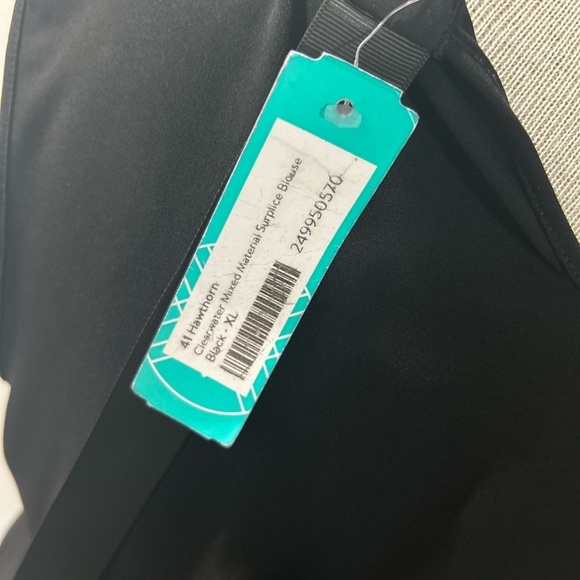 41 Hawthorn
Clearwater Mixed Material Surplice Blouse
Black - XL
249950570